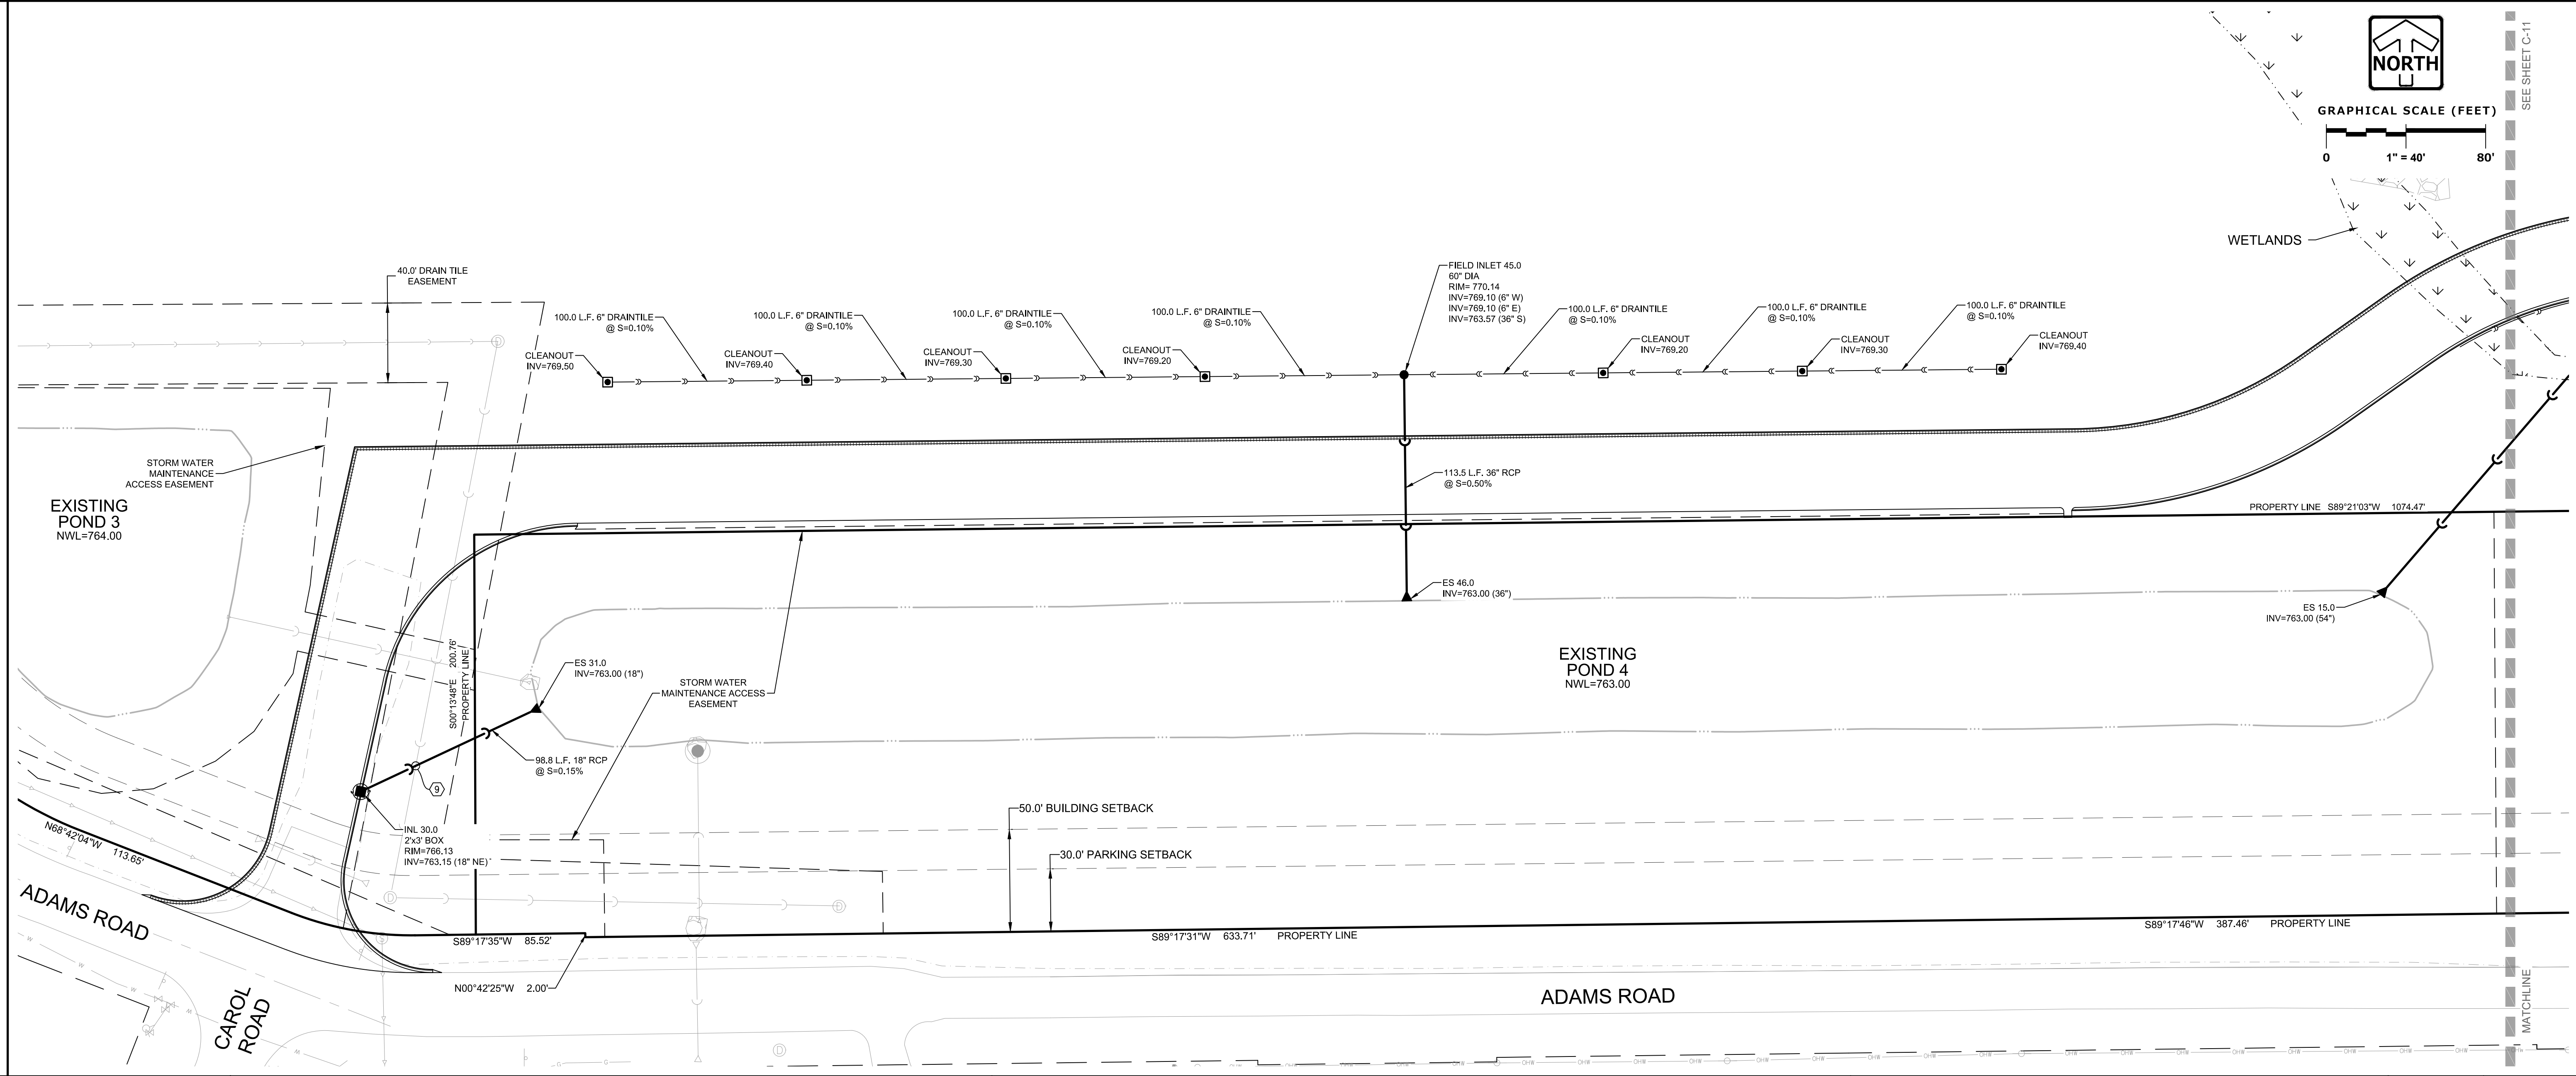 NORTH
GRAPHICAL SCALE (FEET)
0
1" = 40'
80'
SEE SHEET C-11
WETLANDS
40.0' DRAIN TILE
EASEMENT
100.0 L.F. 6" DRAINTILE
@ S=0.10%
100.0 L.F. 6" DRAINTILE
@ S=0.10%
100.0 L.F. 6" DRAINTILE
@ S=0.10%
100.0 L.F. 6" DRAINTILE
@ S=0.10%
FIELD INLET 45.0
60" DIA
RIM= 770.14
INV=769.10 (6" W)
INV=769.10 (6" E)
INV=763.57 (36" S)
100.0 L.F. 6" DRAINTILE
@ S=0.10%
100.0 L.F. 6" DRAINTILE
@ S=0.10%
100.0 L.F. 6" DRAINTILE
@ S=0.10%
CLEANOUT
INV=769.50
CLEANOUT
INV=769.40
CLEANOUT
INV=769.30
CLEANOUT
INV=769.20
CLEANOUT
INV=769.20
CLEANOUT
INV=769.30
CLEANOUT
INV=769.40
STORM WATER
MAINTENANCE
ACCESS EASEMENT
EXISTING
POND 3
NWL=764.00
113.5 L.F. 36" RCP
@ S=0.50%
PROPERTY LINE S89°21'03"W 1074.47'
ES 46.0
INV=763.00 (36")
ES 15.0
INV=763.00 (54")
EXISTING
POND 4
NWL=763.00
S00°13'48"E 200.76'
PROPERTY LINE
ES 31.0
INV=763.00 (18")
STORM WATER
MAINTENANCE ACCESS
EASEMENT
98.8 L.F. 18" RCP
@ S=0.15%
9
INL 30.0
2'x3' BOX
RIM=766.13
INV=763.15 (18" NE)
50.0' BUILDING SETBACK
30.0' PARKING SETBACK
N68°42'04"W 113.65'
ADAMS ROAD
S89°17'35"W 85.52'
N00°42'25"W 2.00'
S89°17'31"W 633.71' PROPERTY LINE
S89°17'46"W 387.46' PROPERTY LINE
CAROL
ROAD
ADAMS ROAD
MATCHLINE